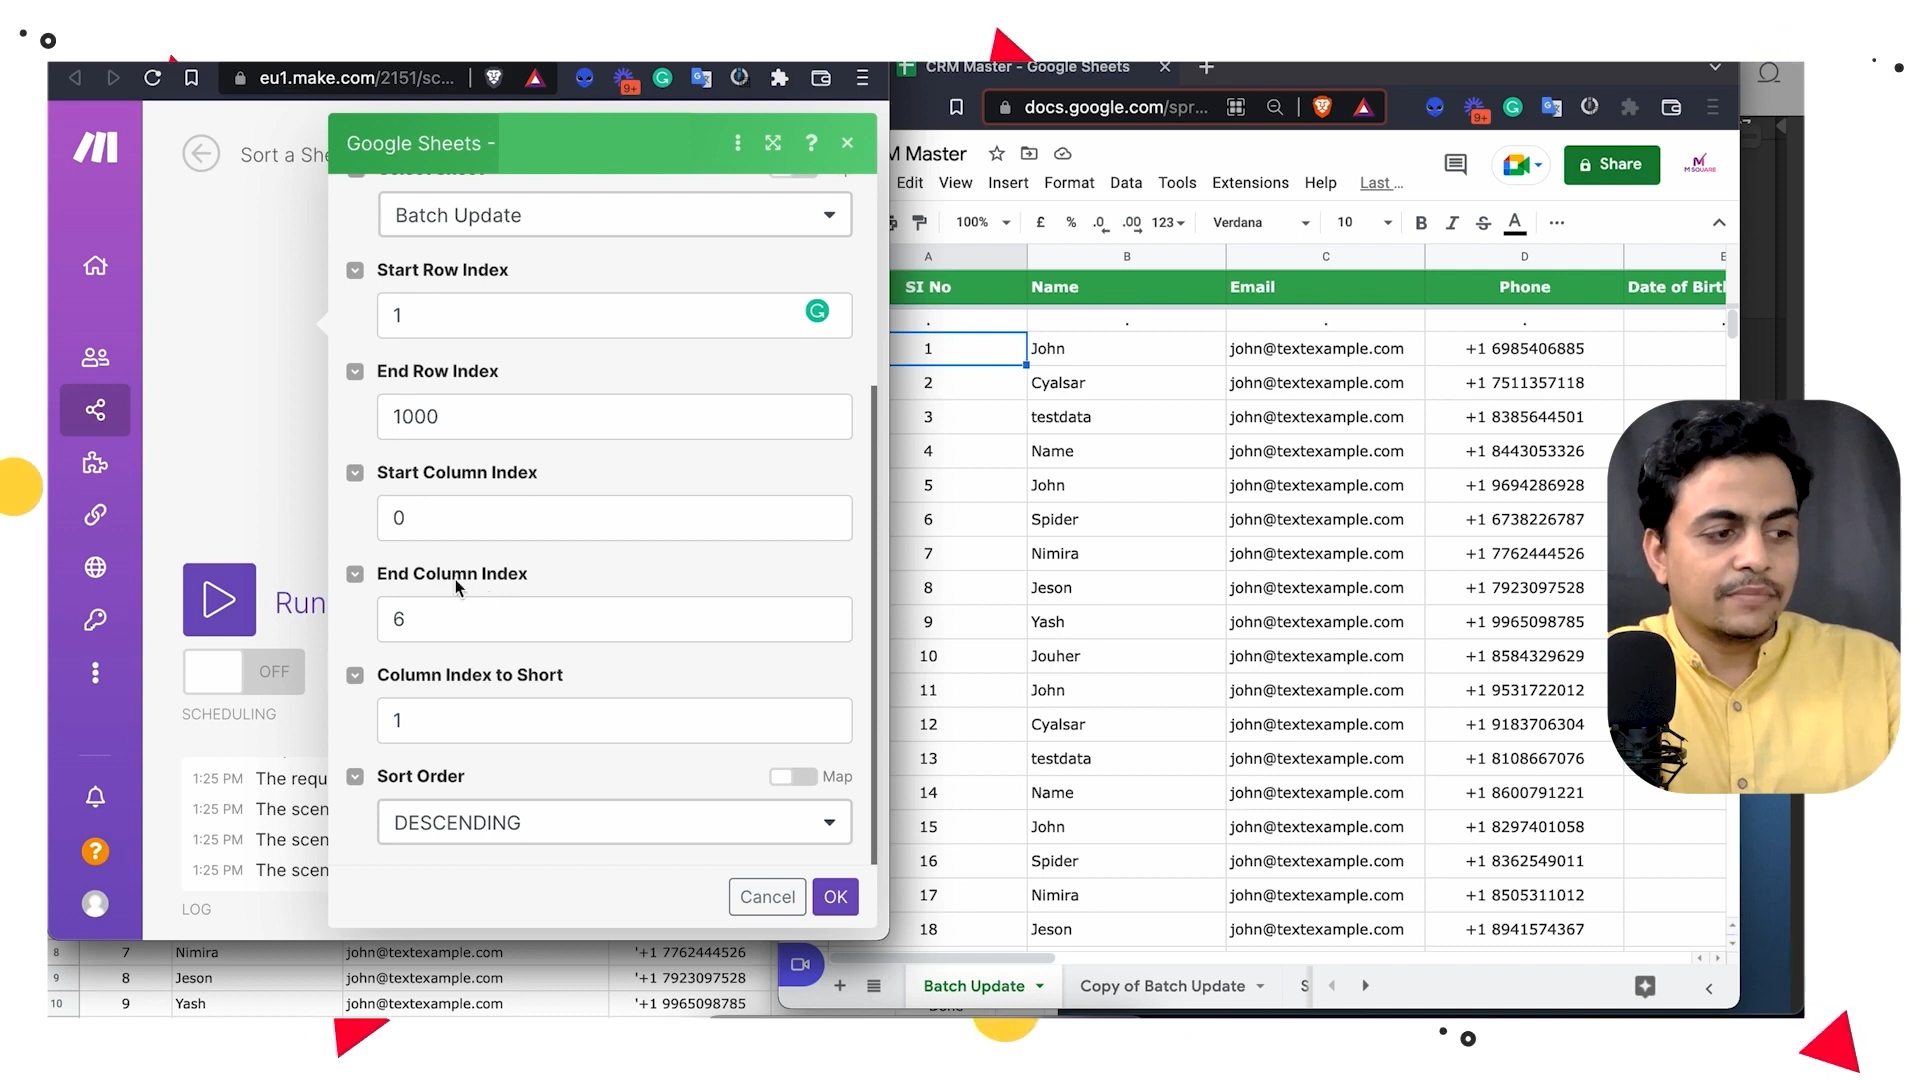 eu1.make.com/2151/sc...
9+
CRM Master - Google Sheets
docs.google.com/spr...
9+
Sort a She
Google Sheets -
Batch Update
Start Row Index
1
End Row Index
1000
Start Column Index
0
End Column Index
6
Column Index to Short
1
Sort Order
Map
DESCENDING
Cancel
OK
Run
OFF
SCHEDULING
1:25 PM The requ
1:25 PM The scen
1:25 PM The scen
1:25 PM The scen
LOG
M Master
Share
M SQUARE
Edit View Insert Format Data Tools Extensions Help Last ...
100% £ % .0 .00 123 Verdana 10 B I S A ...
A B C D E
SI No Name Email Phone Date of Birth
. . . . .
1 John john@textexample.com +1 6985406885
2 Cyalsar john@textexample.com +1 7511357118
3 testdata john@textexample.com +1 8385644501
4 Name john@textexample.com +1 8443053326
5 John john@textexample.com +1 9694286928
6 Spider john@textexample.com +1 6738226787
7 Nimira john@textexample.com +1 7762444526
8 Jeson john@textexample.com +1 7923097528
9 Yash john@textexample.com +1 9965098785
10 Jouher john@textexample.com +1 8584329629
11 John john@textexample.com +1 9531722012
12 Cyalsar john@textexample.com +1 9183706304
13 testdata john@textexample.com +1 8108667076
14 Name john@textexample.com +1 8600791221
15 John john@textexample.com +1 8297401058
16 Spider john@textexample.com +1 8362549011
17 Nimira john@textexample.com +1 8505311012
18 Jeson john@textexample.com +1 8941574367
Batch Update Copy of Batch Update S
8 7 Nimira john@textexample.com '+1 7762444526
9 8 Jeson john@textexample.com '+1 7923097528
10 9 Yash john@textexample.com '+1 9965098785